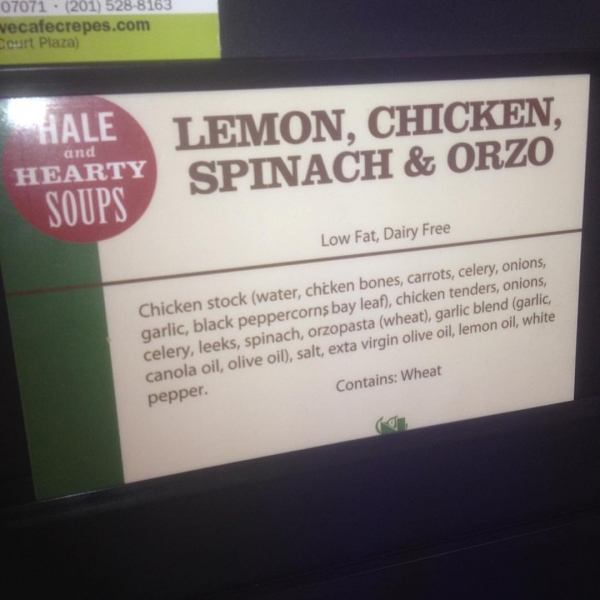 07071 · (201) 528-8163
vecafecrepes.com
Court Plaza)
HALE
and
HEARTY
SOUPS
LEMON, CHICKEN,
SPINACH & ORZO
Low Fat, Dairy Free
Chicken stock (water, chicken bones, carrots, celery, onions,
garlic, black peppercorns bay leaf), chicken tenders, onions,
celery, leeks, spinach, orzopasta (wheat), garlic blend (garlic,
canola oil, olive oil), salt, exta virgin olive oil, lemon oil, white
pepper.
Contains: Wheat